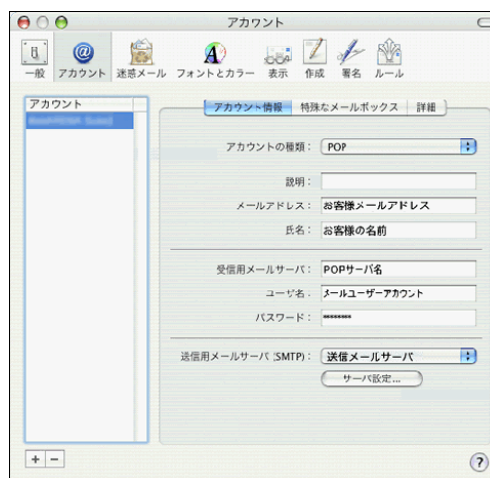 アカウント
一般 アカウント 迷惑メール フォントとカラー 表示 作成 署名 ルール
アカウント
アカウント情報 特殊なメールボックス 詳細
アカウントの種類： POP
説明：
メールアドレス： お客様メールアドレス
氏名： お客様の名前
受信用メールサーバ： POPサーバ名
ユーザ名： メールユーザーアカウント
パスワード： ********
送信用メールサーバ (SMTP)： 送信メールサーバ
サーバ設定...
+ − ?